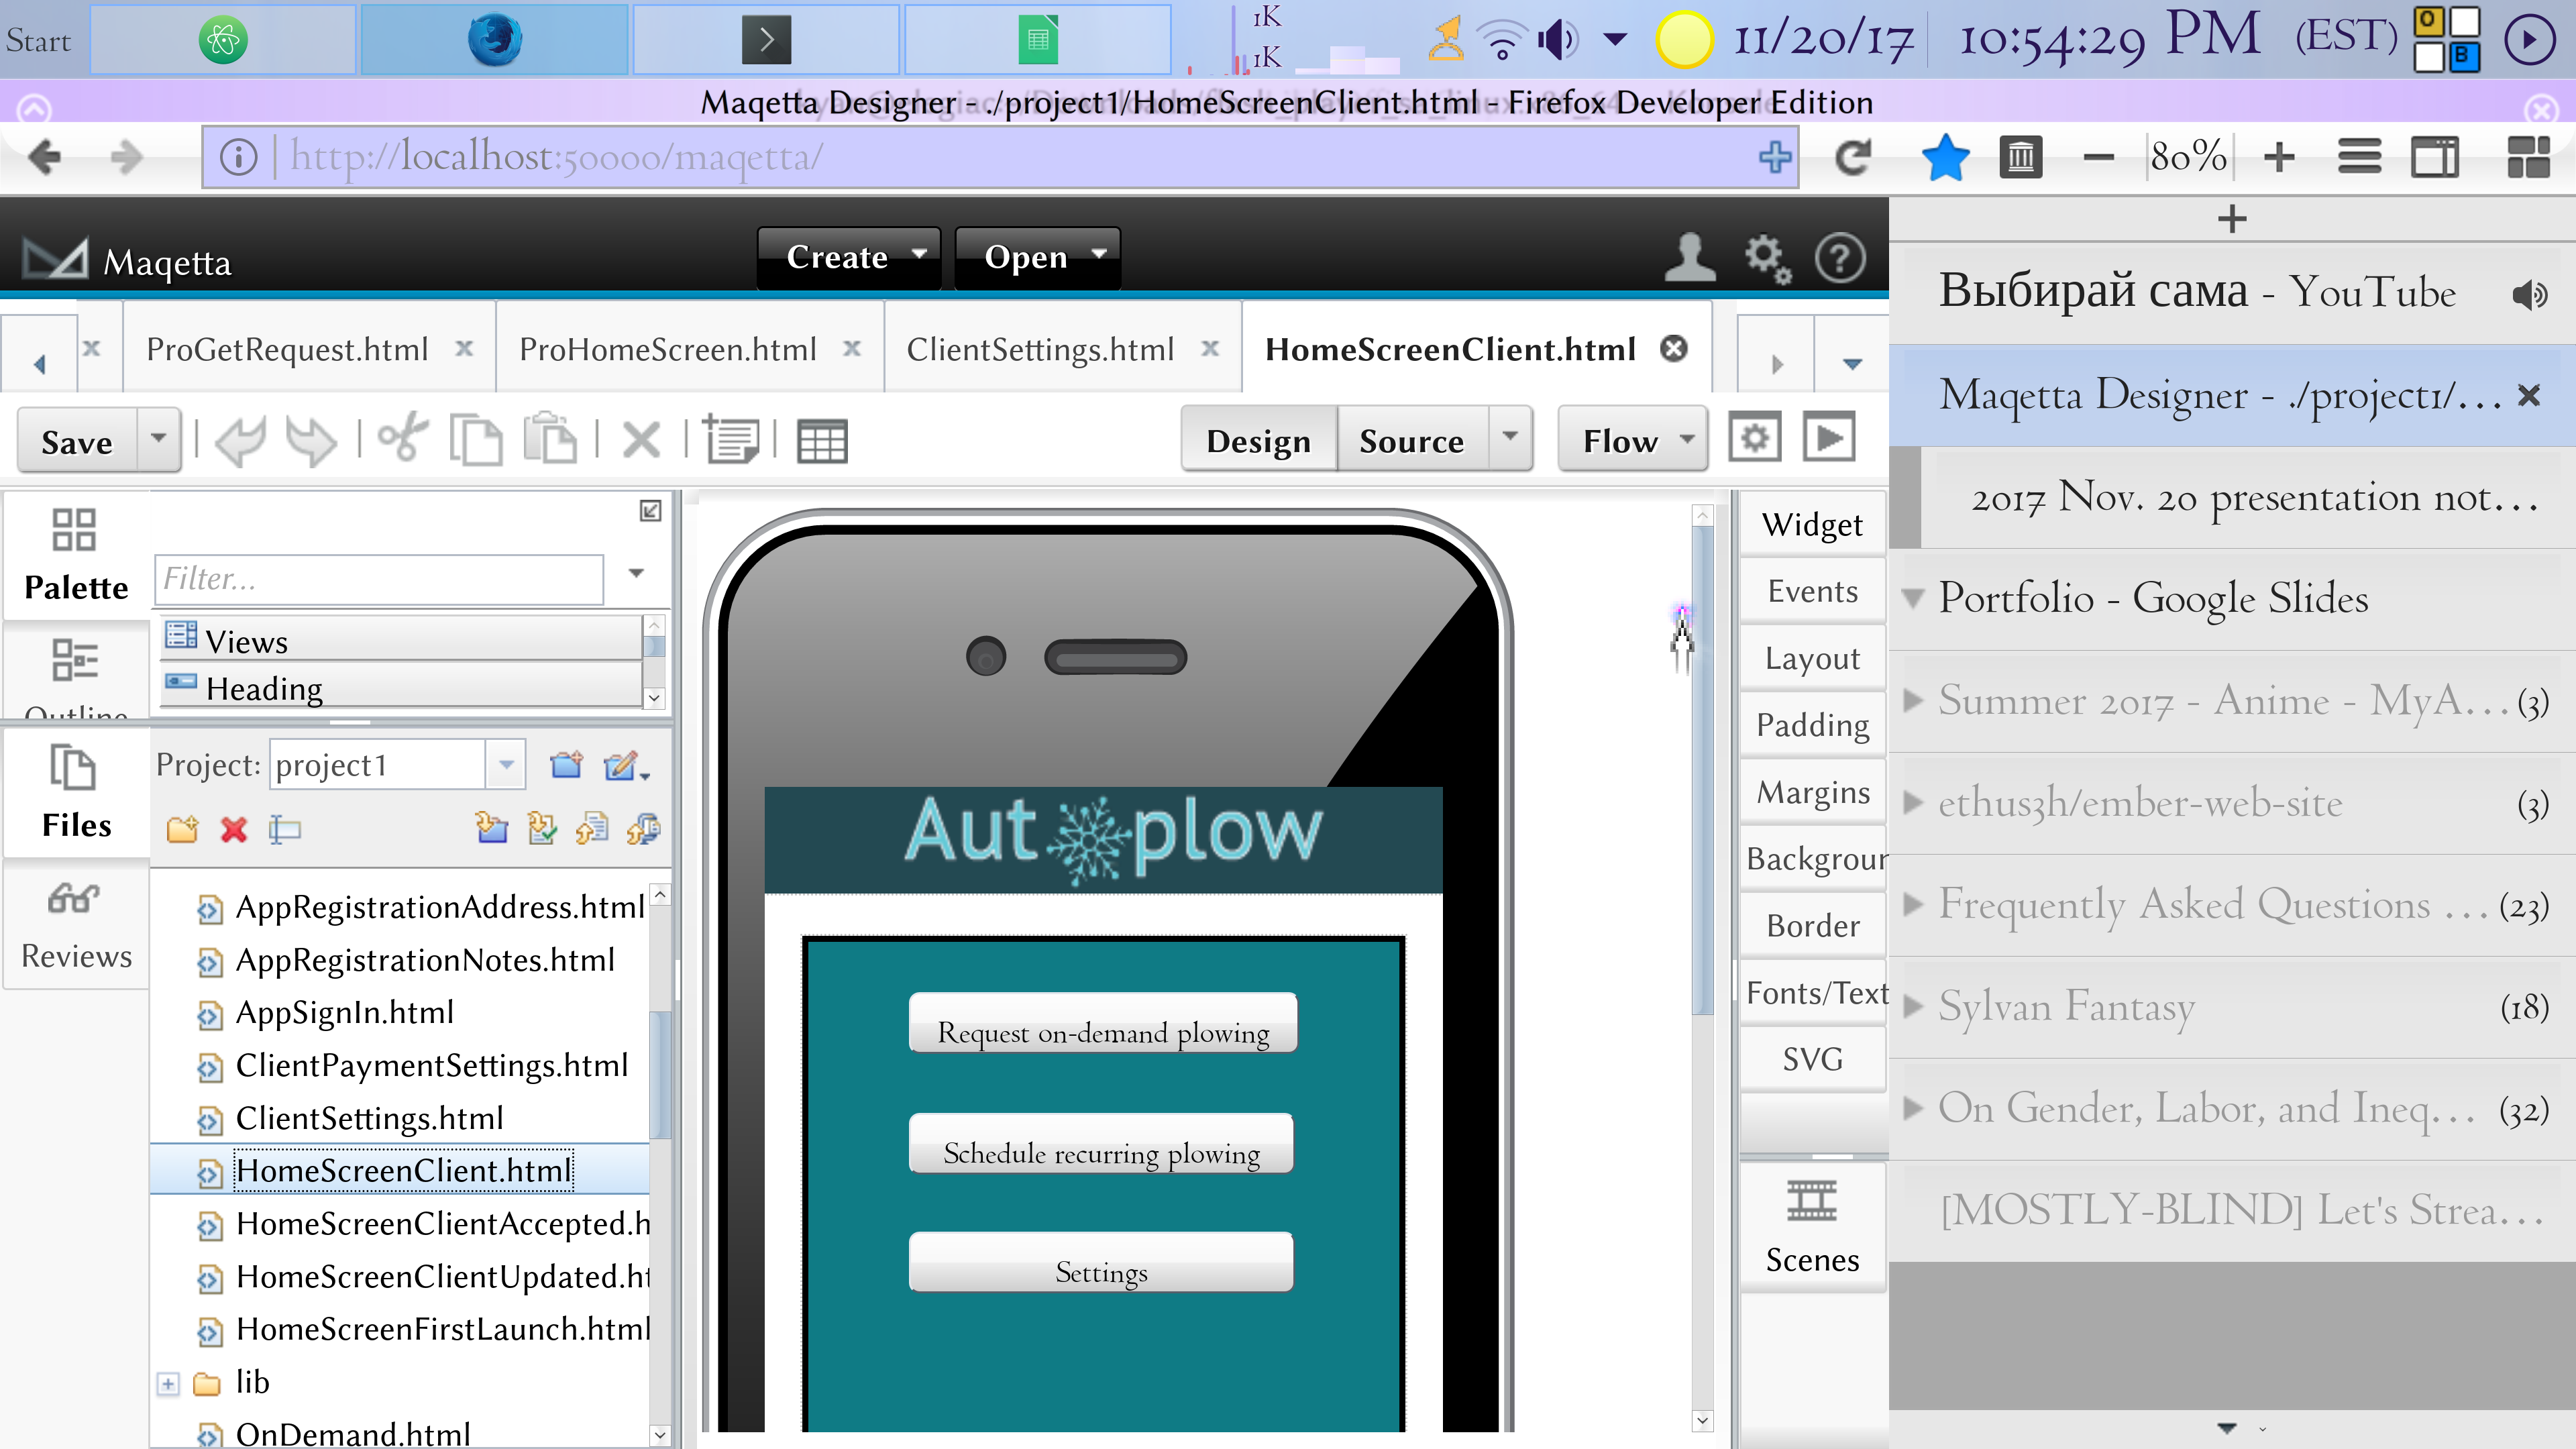 Start
1K
1K
11/20/17
10:54:29 PM
(EST)
O
B
Maqetta Designer - ./project1/HomeScreenClient.html - Firefox Developer Edition
http://localhost:50000/maqetta/
80%
Maqetta
Create
Open
ProGetRequest.html
ProHomeScreen.html
ClientSettings.html
HomeScreenClient.html
Save
Design
Source
Flow
Palette
Outline
Filter...
Views
Heading
Files
Reviews
Project:
project1
AppRegistrationAddress.html
AppRegistrationNotes.html
AppSignIn.html
ClientPaymentSettings.html
ClientSettings.html
HomeScreenClient.html
HomeScreenClientAccepted.h
HomeScreenClientUpdated.ht
HomeScreenFirstLaunch.html
lib
OnDemand.html
Aut plow
Request on-demand plowing
Schedule recurring plowing
Settings
Widget
Events
Layout
Padding
Margins
Backgroun
Border
Fonts/Text
SVG
Scenes
Выбирай сама - YouTube
Maqetta Designer - ./project1/...
2017 Nov. 20 presentation not...
Portfolio - Google Slides
Summer 2017 - Anime - MyA... (3)
ethus3h/ember-web-site (3)
Frequently Asked Questions ... (23)
Sylvan Fantasy (18)
On Gender, Labor, and Ineq... (32)
[MOSTLY-BLIND] Let's Strea...